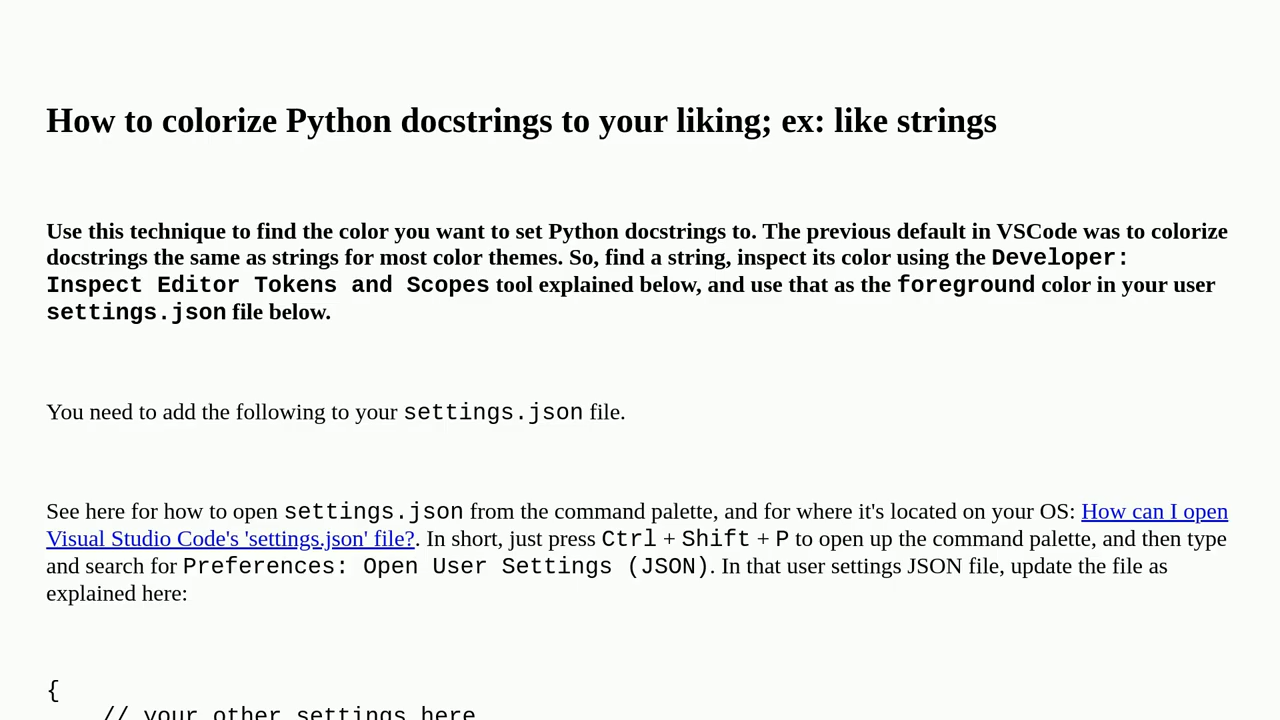 How to colorize Python docstrings to your liking; ex: like strings
Use this technique to find the color you want to set Python docstrings to. The previous default in VSCode was to colorize
docstrings the same as strings for most color themes. So, find a string, inspect its color using the Developer:
Inspect Editor Tokens and Scopes tool explained below, and use that as the foreground color in your user
settings.json file below.
You need to add the following to your settings.json file.
See here for how to open settings.json from the command palette, and for where it's located on your OS: How can I open
Visual Studio Code's 'settings.json' file?. In short, just press Ctrl + Shift + P to open up the command palette, and then type
and search for Preferences: Open User Settings (JSON). In that user settings JSON file, update the file as
explained here:
{
// your other settings here